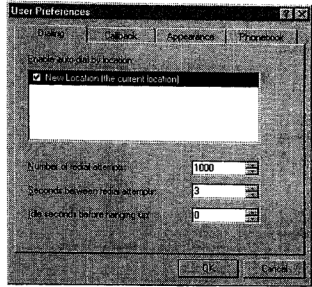 User Preferences
Dialing Callback Appearance Phonebook
Enable auto-dial by location:
New Location (the current location)
Number of redial attempts: 1000
Seconds between redial attempts: 3
Idle seconds before hanging up: 0
OK Cancel